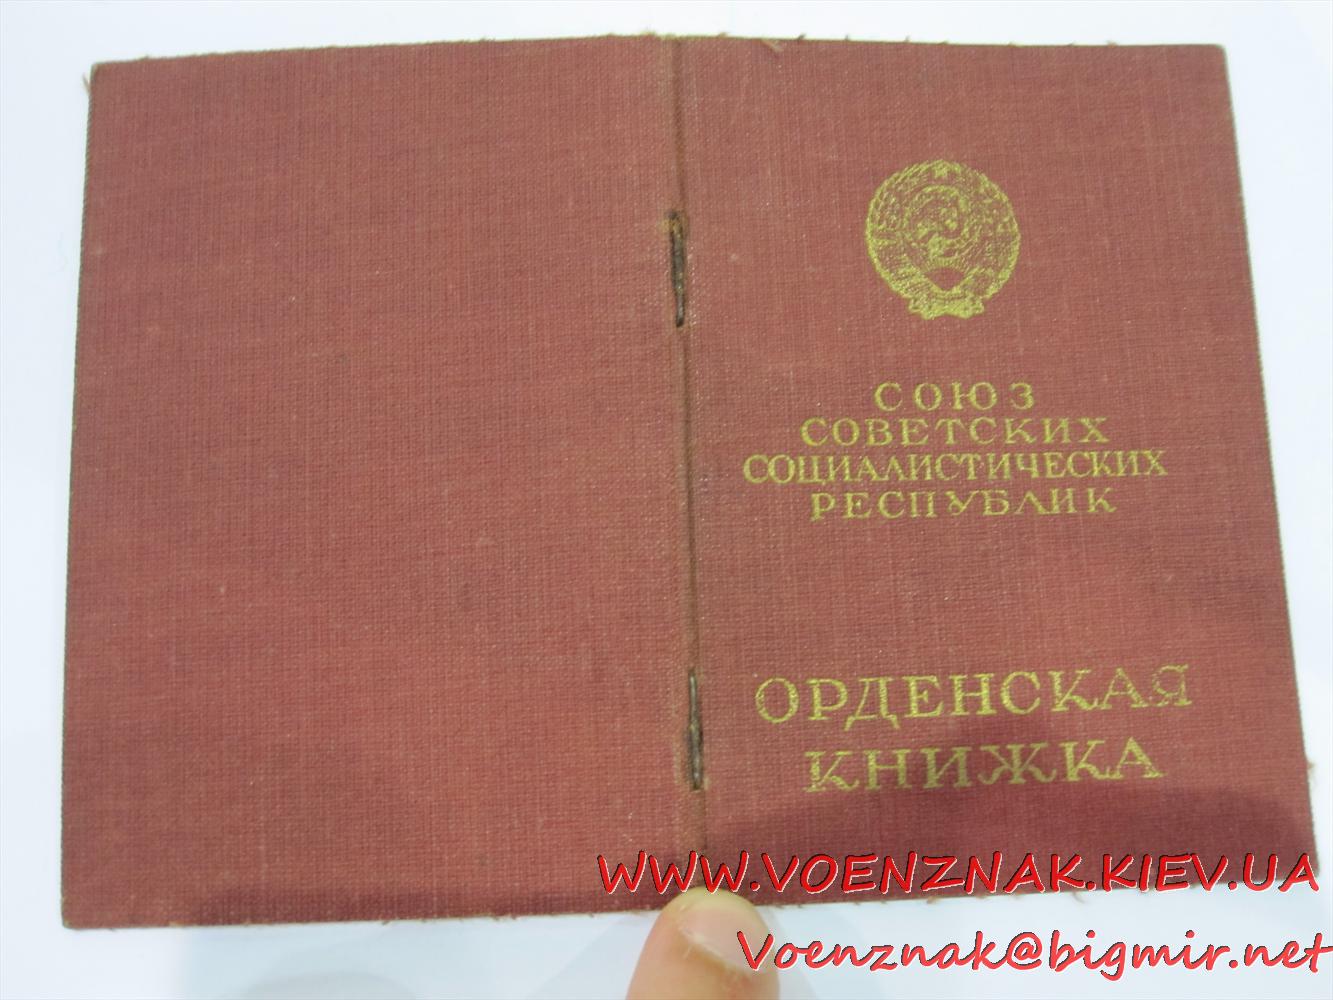 СОЮЗ
СОВЕТСКИХ
СОЦИАЛИСТИЧЕСКИХ
РЕСПУБЛИК
ОРДЕНСКАЯ
КНИЖКА
WWW.VOENZNAK.KIEV.UA
Voenznak@bigmir.net